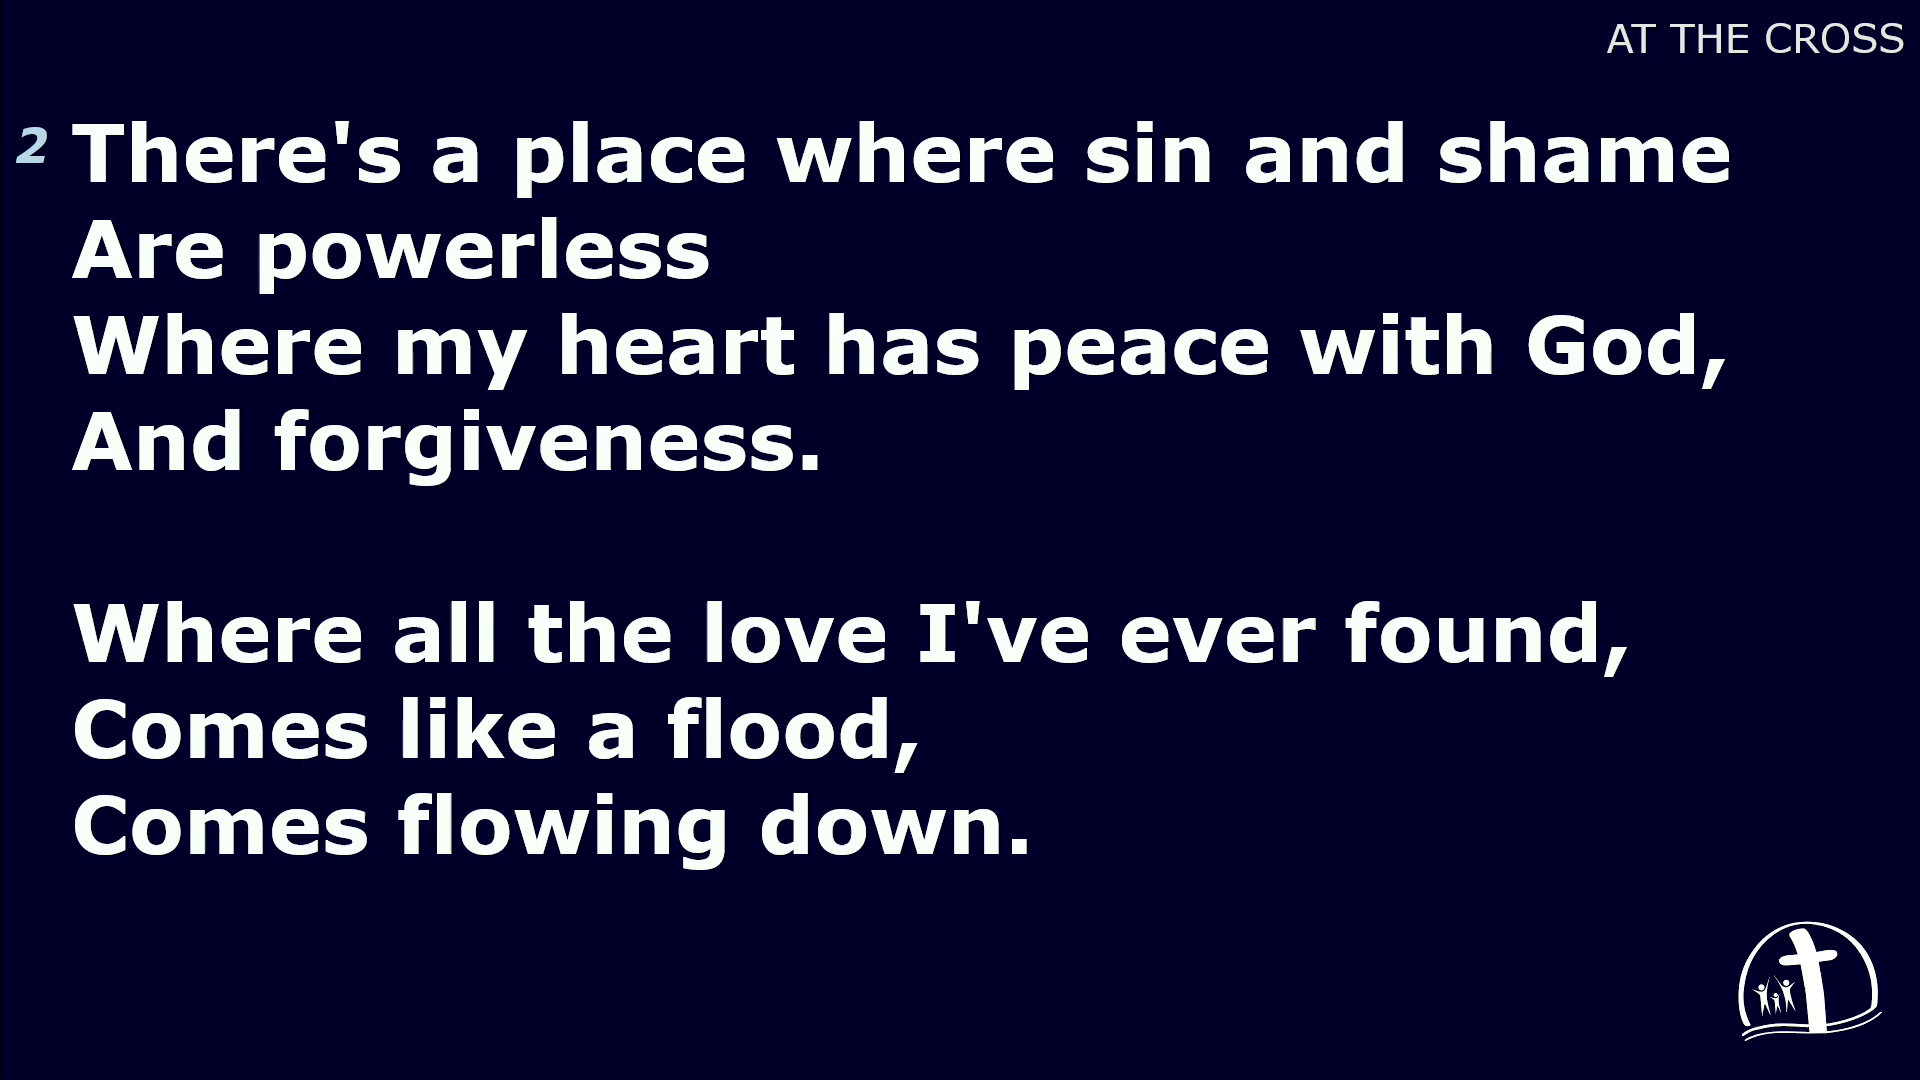 AT THE CROSS
2 There's a place where sin and shame
Are powerless
Where my heart has peace with God,
And forgiveness.
Where all the love I've ever found,
Comes like a flood,
Comes flowing down.